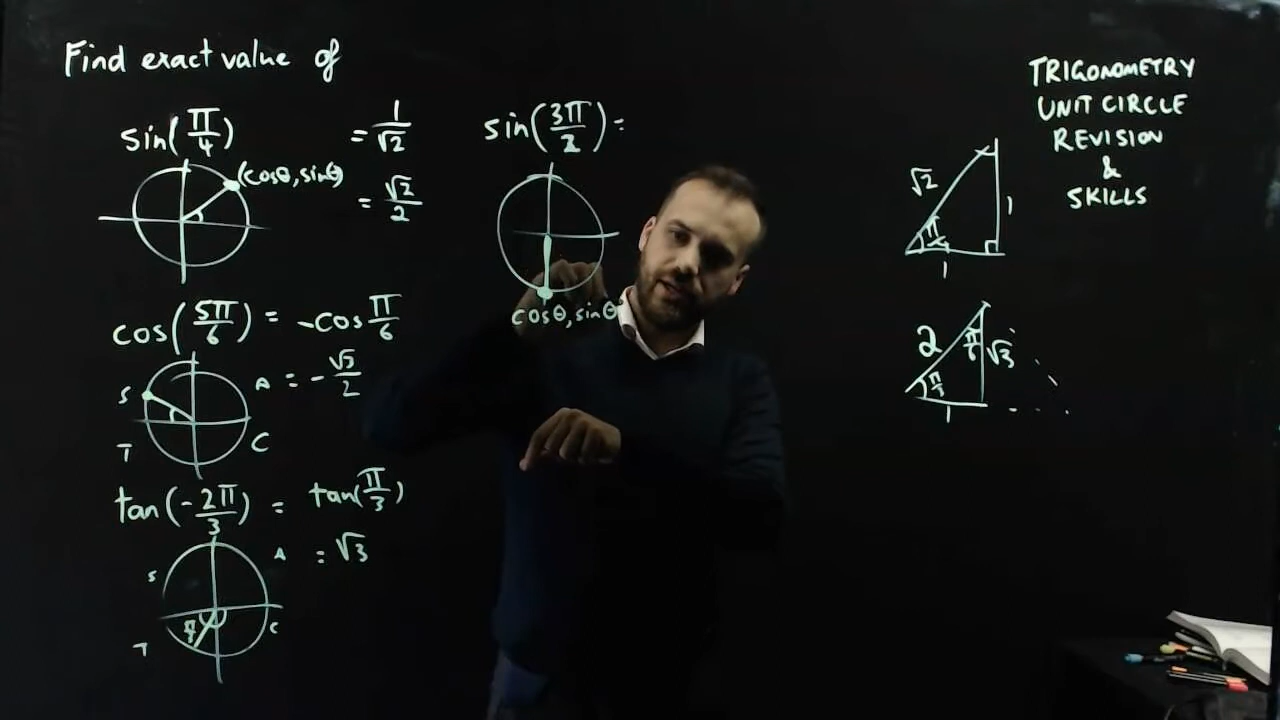 Find exact value of
sin(π/4) = 1/√2
(cosθ, sinθ)
= √2/2
cos(5π/6) = -cos π/6
S A = -√3/2
T C
tan(-2π/3) = tan(π/3)
A = √3
S
π/3
T C
sin(3π/2) =
cosθ, sinθ
TRIGONOMETRY
UNIT CIRCLE
REVISION
&
SKILLS
√2
1
π/4
1
2
π/6 √3
π/3
1